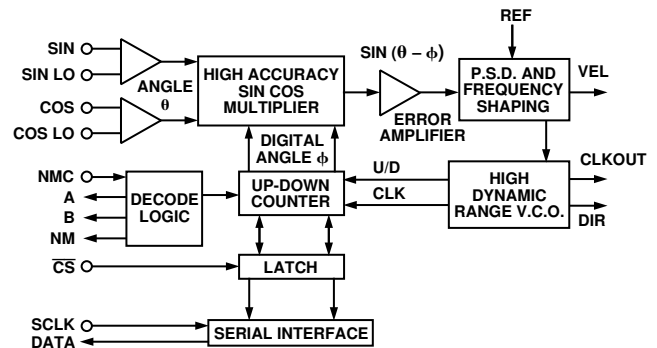 REF
SIN
SIN LO
COS
COS LO
ANGLE
θ
HIGH ACCURACY
SIN COS
MULTIPLIER
SIN (θ – ϕ)
ERROR
AMPLIFIER
P.S.D. AND
FREQUENCY
SHAPING
VEL
DIGITAL
ANGLE ϕ
NMC
A
B
NM
DECODE
LOGIC
UP-DOWN
COUNTER
U/D
CLK
HIGH
DYNAMIC
RANGE V.C.O.
CLKOUT
DIR
C̅S̅
LATCH
SCLK
DATA
SERIAL INTERFACE